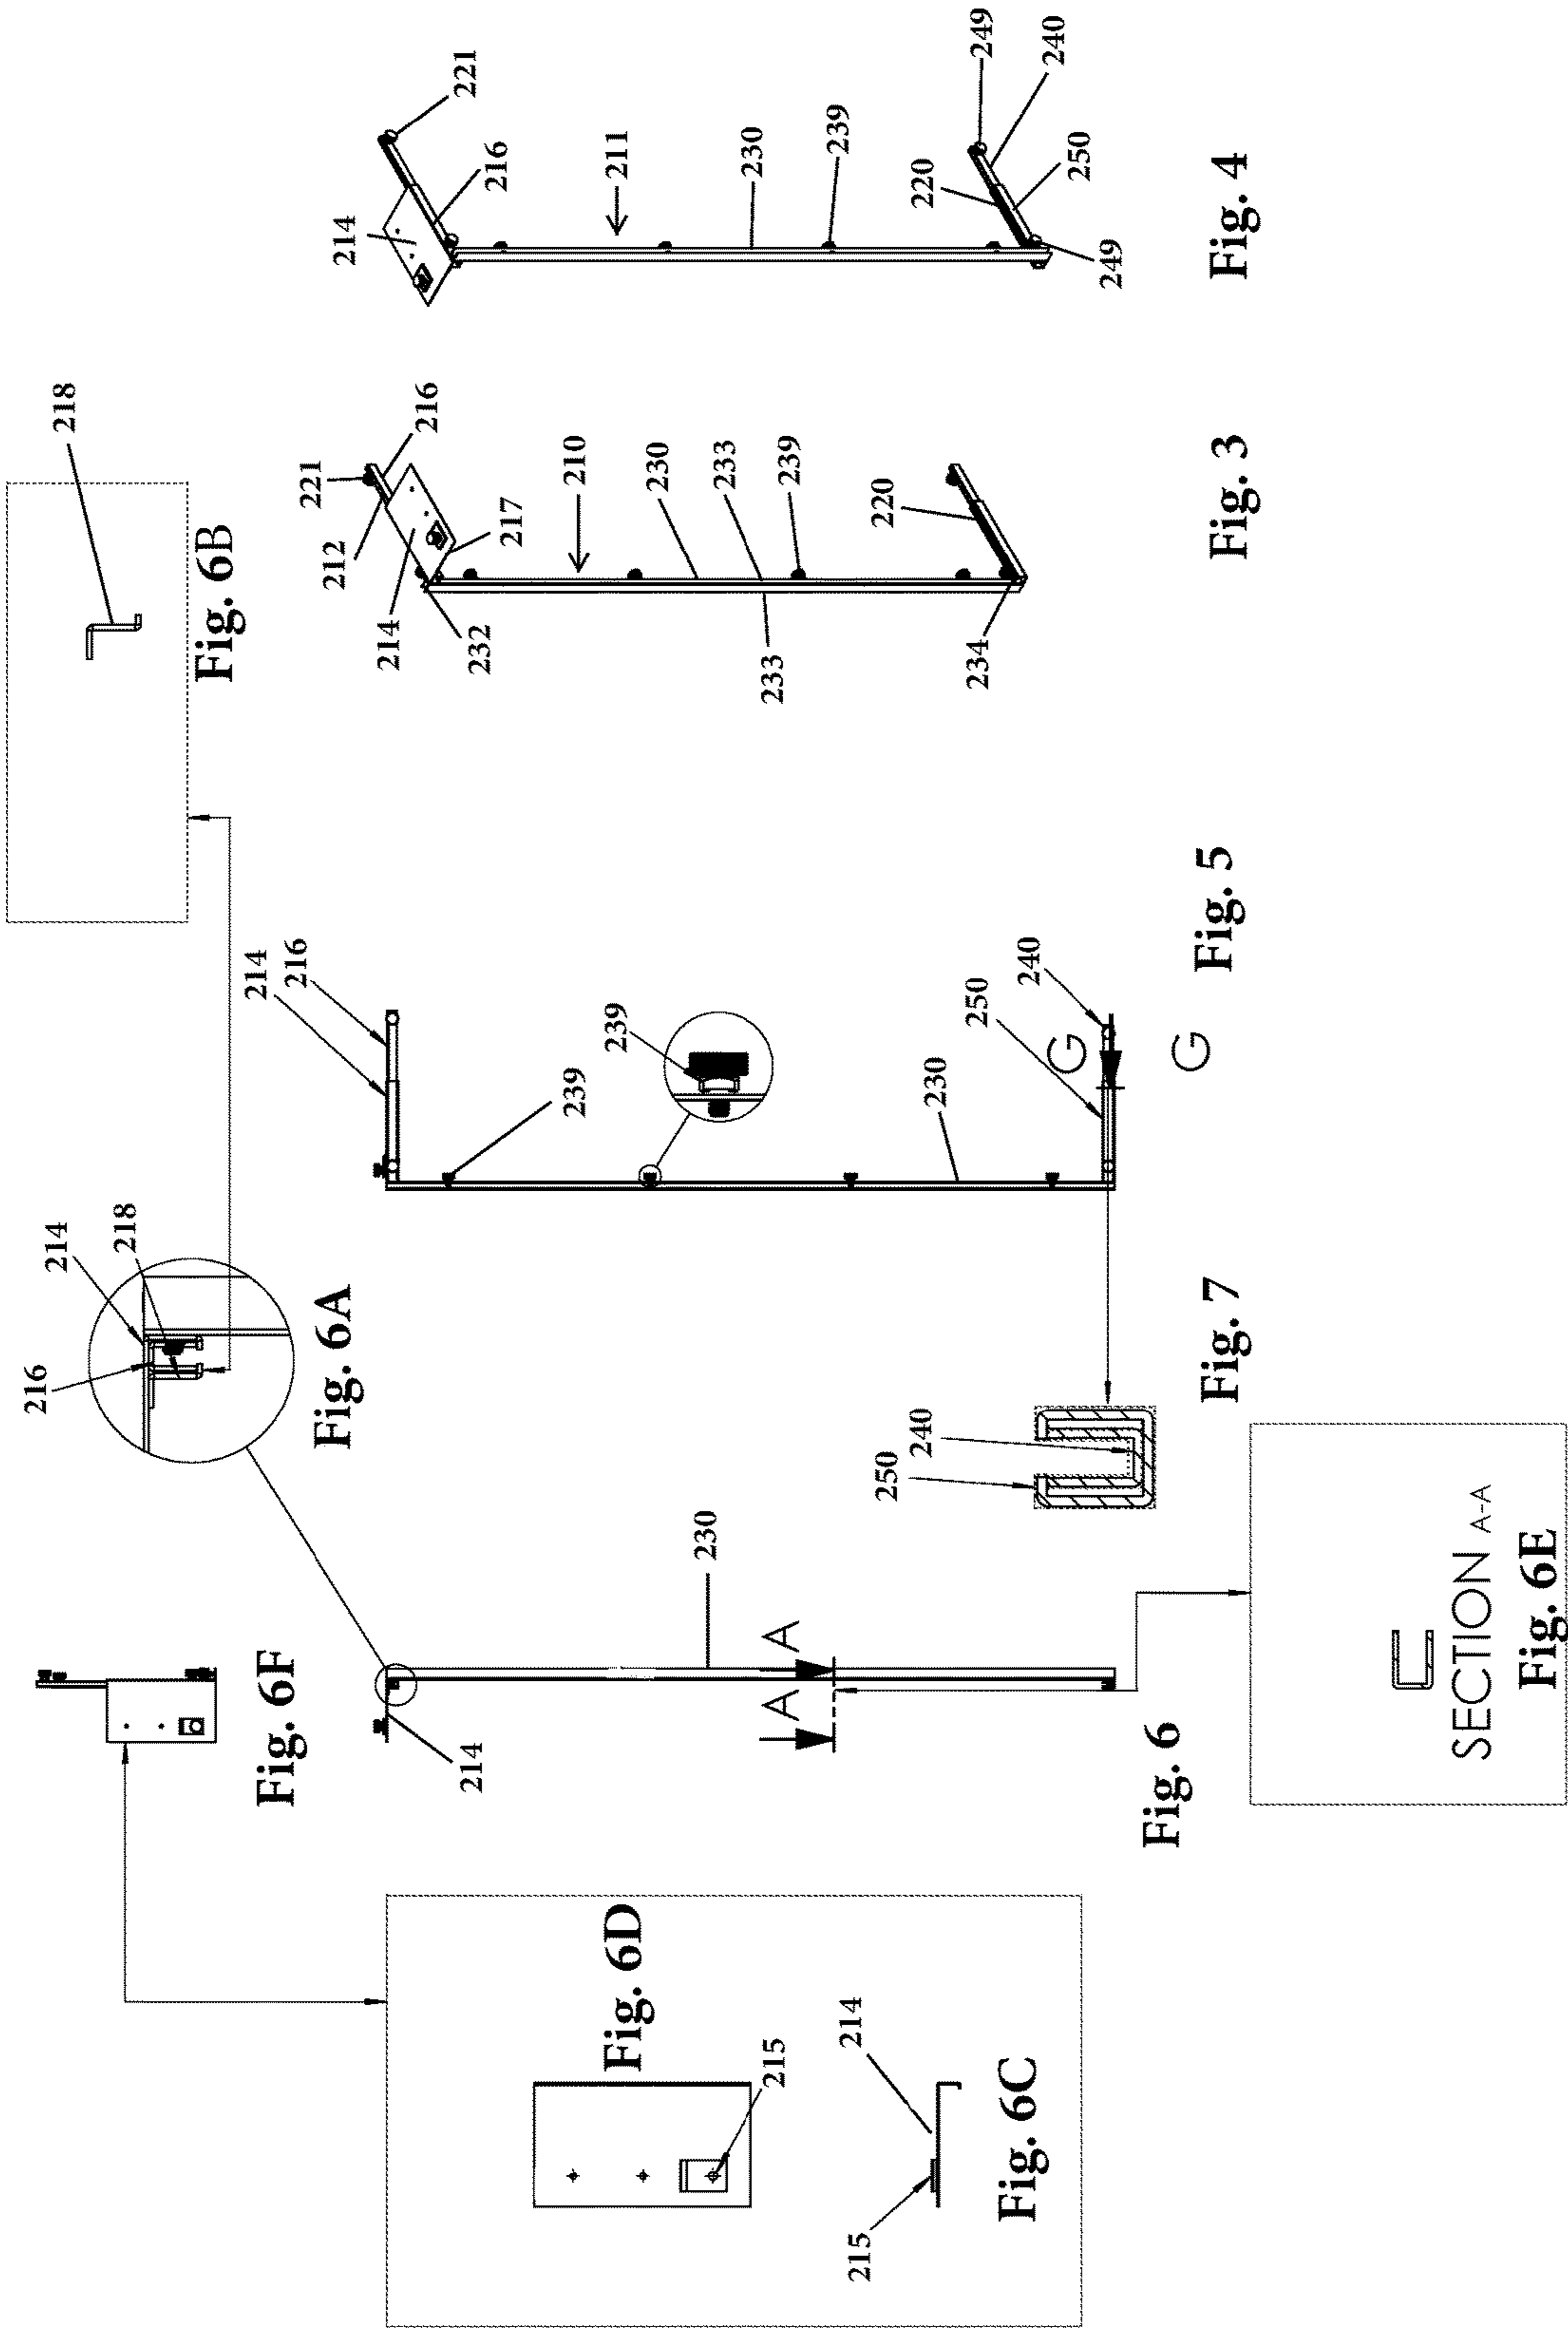 221
216
214
211
230
239
249
240
220
250
249
Fig. 4
218
Fig. 6B
221
216
212
210
214
217
232
230
233
239
233
220
234
Fig. 3
214
216
239
239
250
240
230
G
G
Fig. 5
214
218
216
Fig. 6A
250
240
Fig. 7
Fig. 6F
230
214
A
A
Fig. 6
SECTION A-A
Fig. 6E
Fig. 6D
215
214
215
Fig. 6C